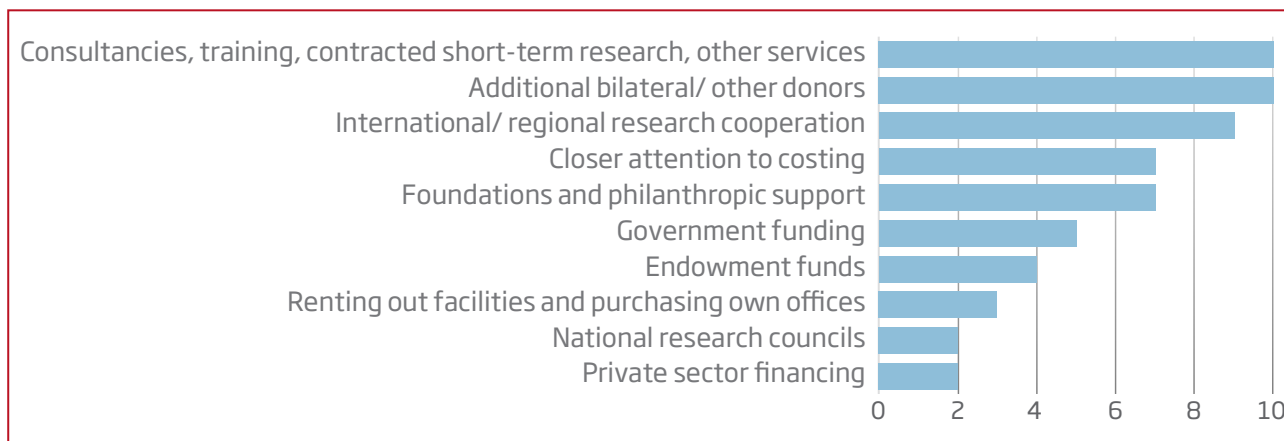 Consultancies, training, contracted short-term research, other services
Additional bilateral/ other donors
International/ regional research cooperation
Closer attention to costing
Foundations and philanthropic support
Government funding
Endowment funds
Renting out facilities and purchasing own offices
National research councils
Private sector financing
0 2 4 6 8 10